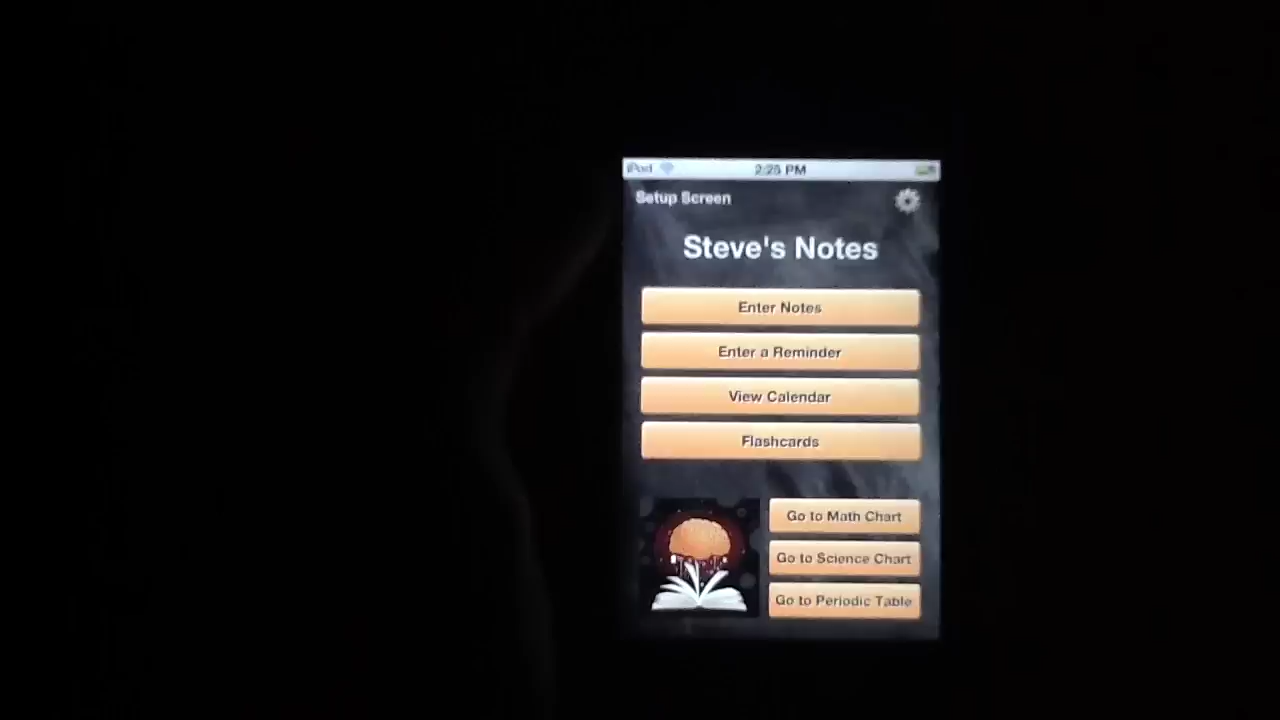 iPod 2:25 PM
Setup Screen
Steve's Notes
Enter Notes
Enter a Reminder
View Calendar
Flashcards
Go to Math Chart
Go to Science Chart
Go to Periodic Table